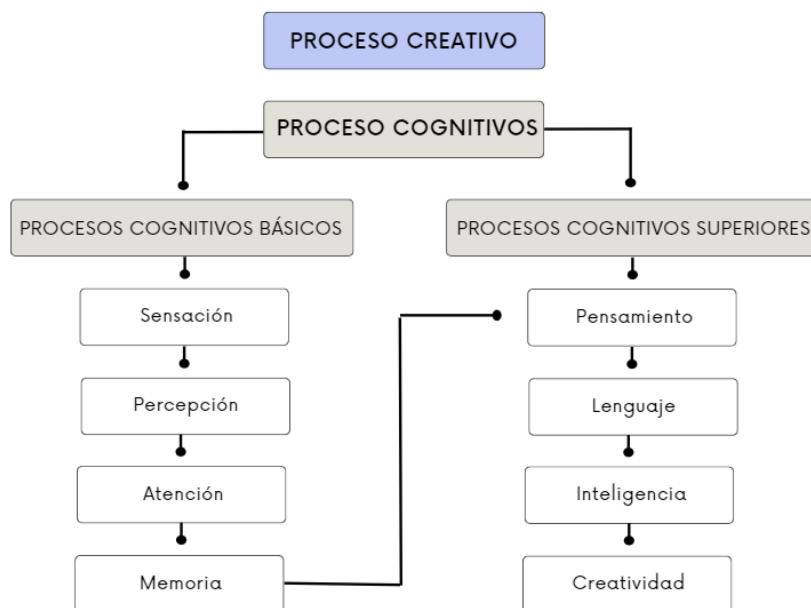 PROCESO CREATIVO
PROCESO COGNITIVOS
PROCESOS COGNITIVOS BÁSICOS
Sensación
Percepción
Atención
Memoria
PROCESOS COGNITIVOS SUPERIORES
Pensamiento
Lenguaje
Inteligencia
Creatividad